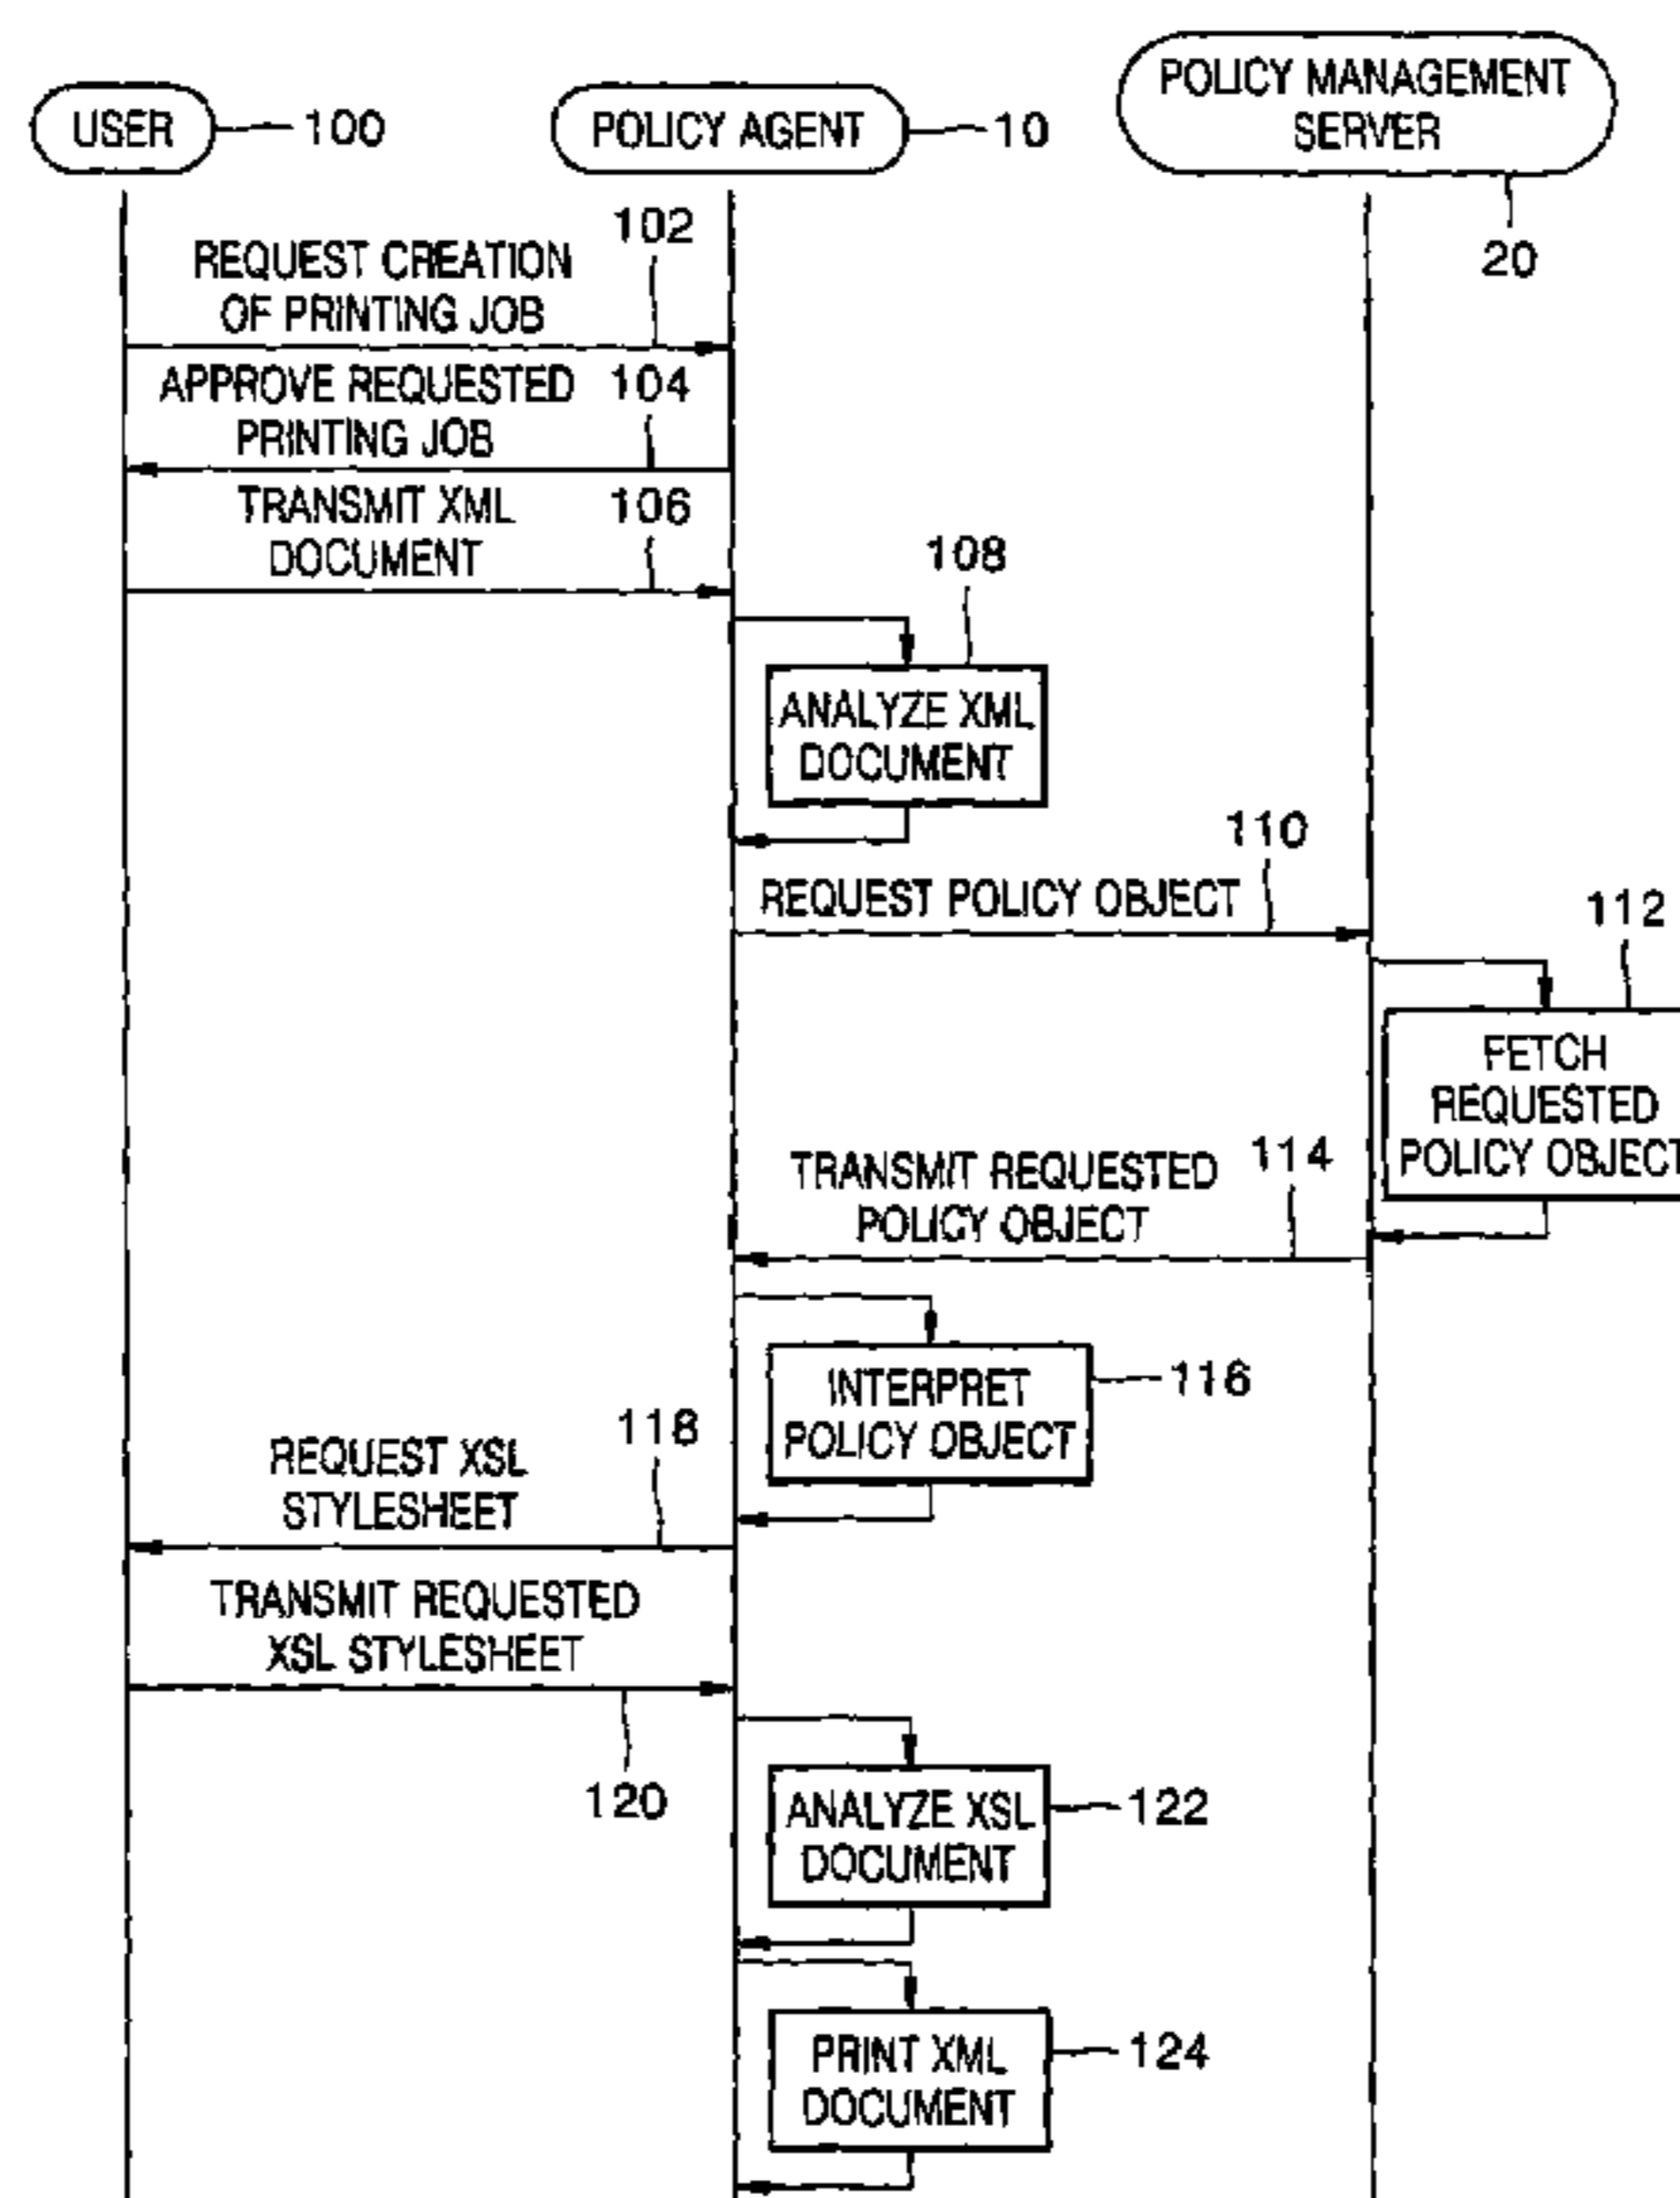 USER
100
POLICY AGENT
10
POLICY MANAGEMENT
SERVER
20
102
REQUEST CREATION
OF PRINTING JOB
APPROVE REQUESTED
PRINTING JOB
104
TRANSMIT XML
DOCUMENT
106
108
ANALYZE XML
DOCUMENT
110
REQUEST POLICY OBJECT
112
FETCH
REQUESTED
POLICY OBJECT
114
TRANSMIT REQUESTED
POLICY OBJECT
INTERPRET
POLICY OBJECT
116
118
REQUEST XSL
STYLESHEET
TRANSMIT REQUESTED
XSL STYLESHEET
120
ANALYZE XSL
DOCUMENT
122
PRINT XML
DOCUMENT
124